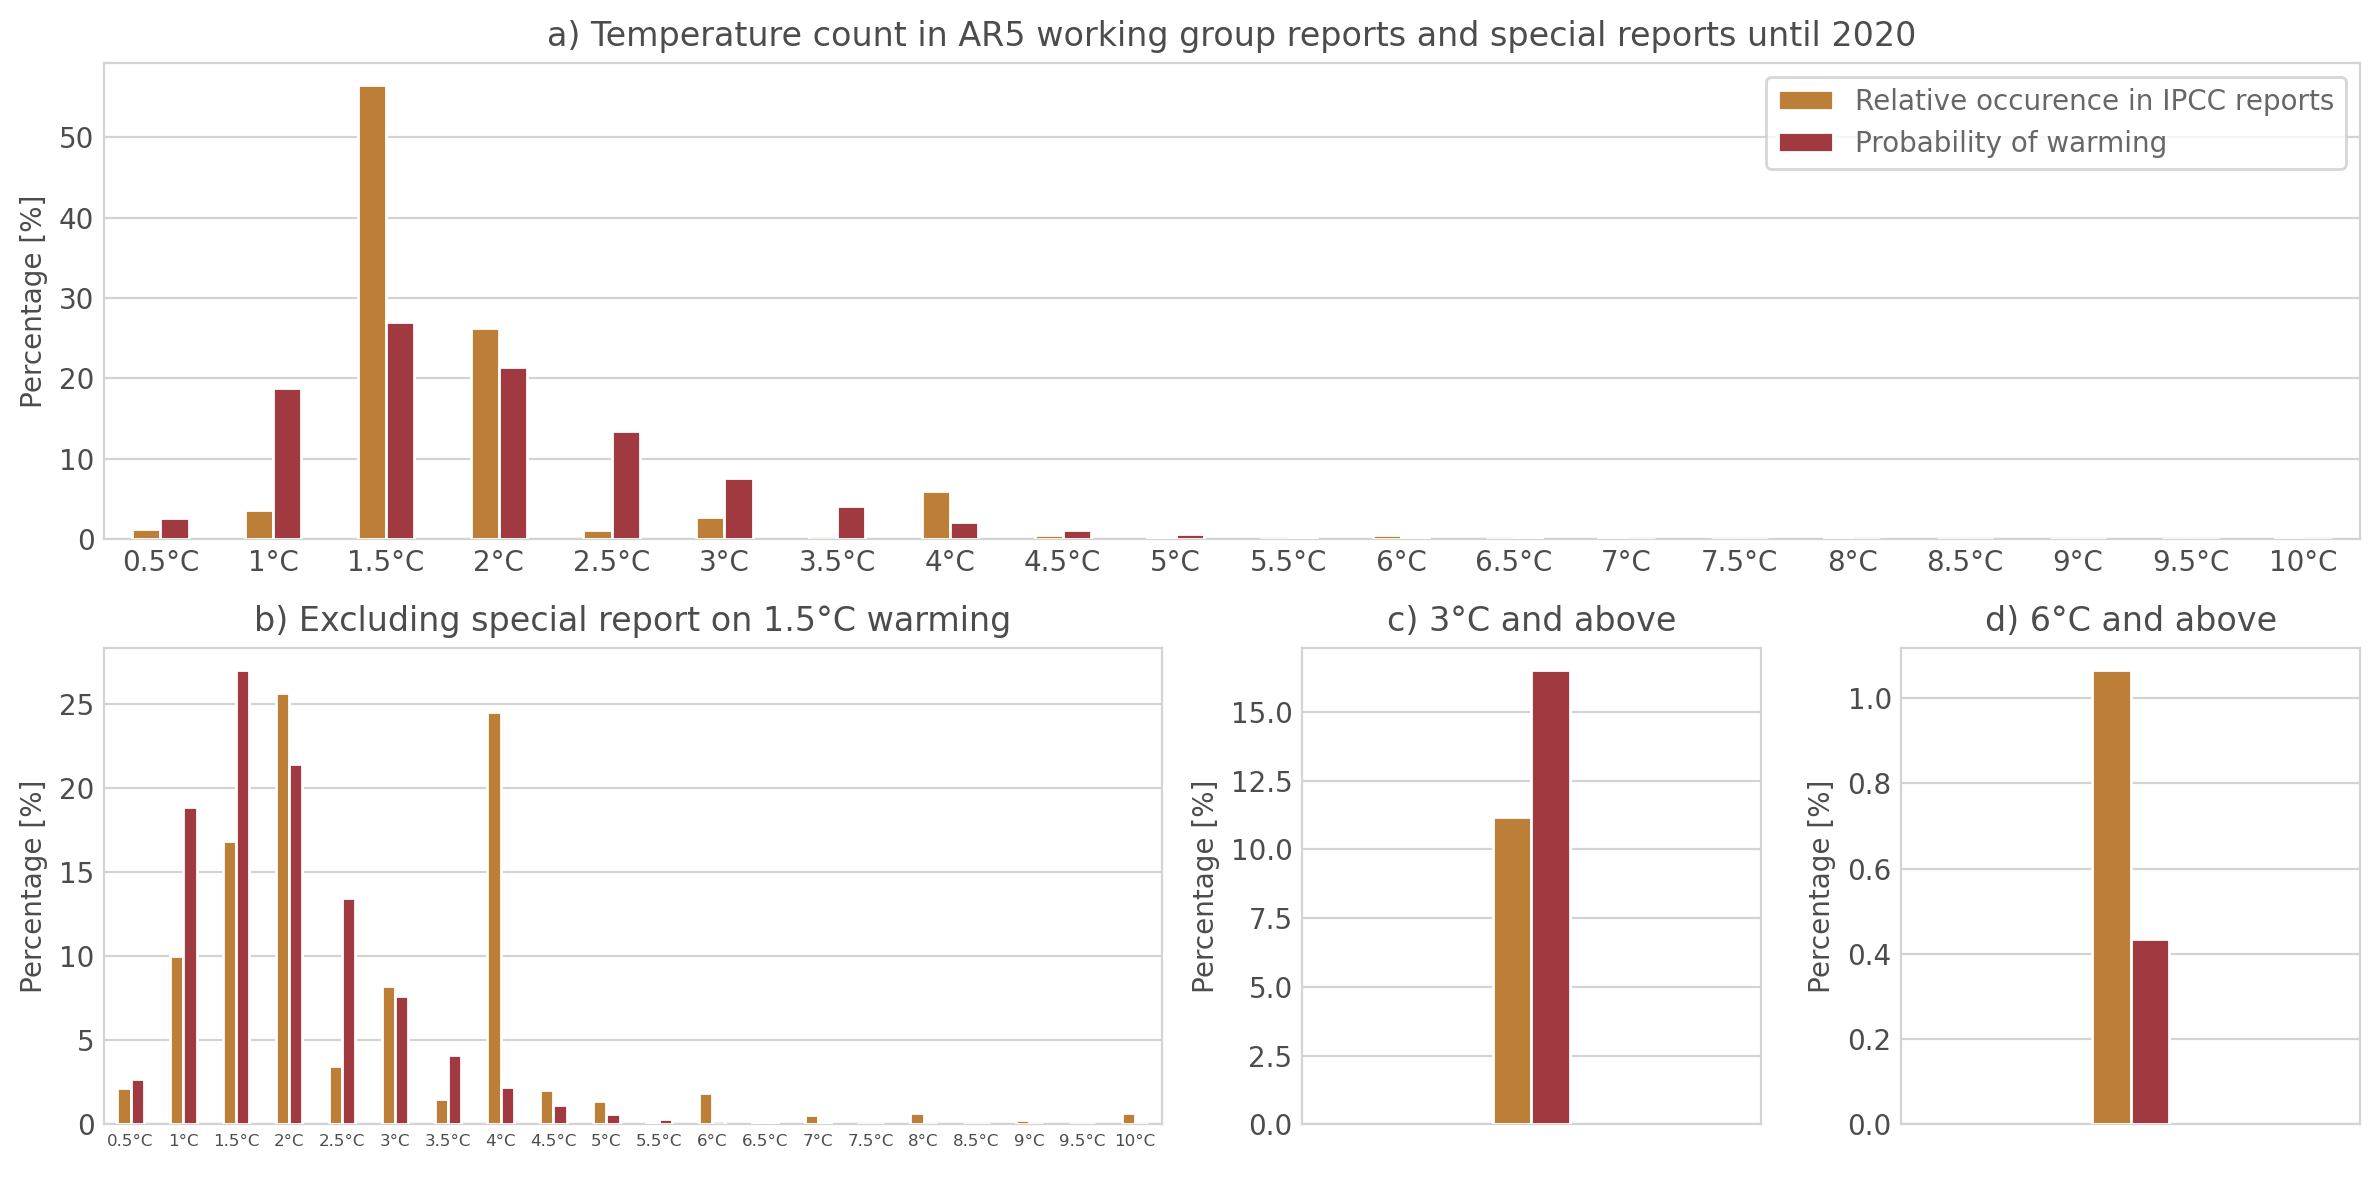 a) Temperature count in AR5 working group reports and special reports until 2020
Percentage [%]
50
40
30
20
10
0
Relative occurence in IPCC reports
Probability of warming
0.5°C 1°C 1.5°C 2°C 2.5°C 3°C 3.5°C 4°C 4.5°C 5°C 5.5°C 6°C 6.5°C 7°C 7.5°C 8°C 8.5°C 9°C 9.5°C 10°C
b) Excluding special report on 1.5°C warming
Percentage [%]
25
20
15
10
5
0
0.5°C 1°C 1.5°C 2°C 2.5°C 3°C 3.5°C 4°C 4.5°C 5°C 5.5°C 6°C 6.5°C 7°C 7.5°C 8°C 8.5°C 9°C 9.5°C 10°C
c) 3°C and above
Percentage [%]
15.0
12.5
10.0
7.5
5.0
2.5
0.0
d) 6°C and above
Percentage [%]
1.0
0.8
0.6
0.4
0.2
0.0